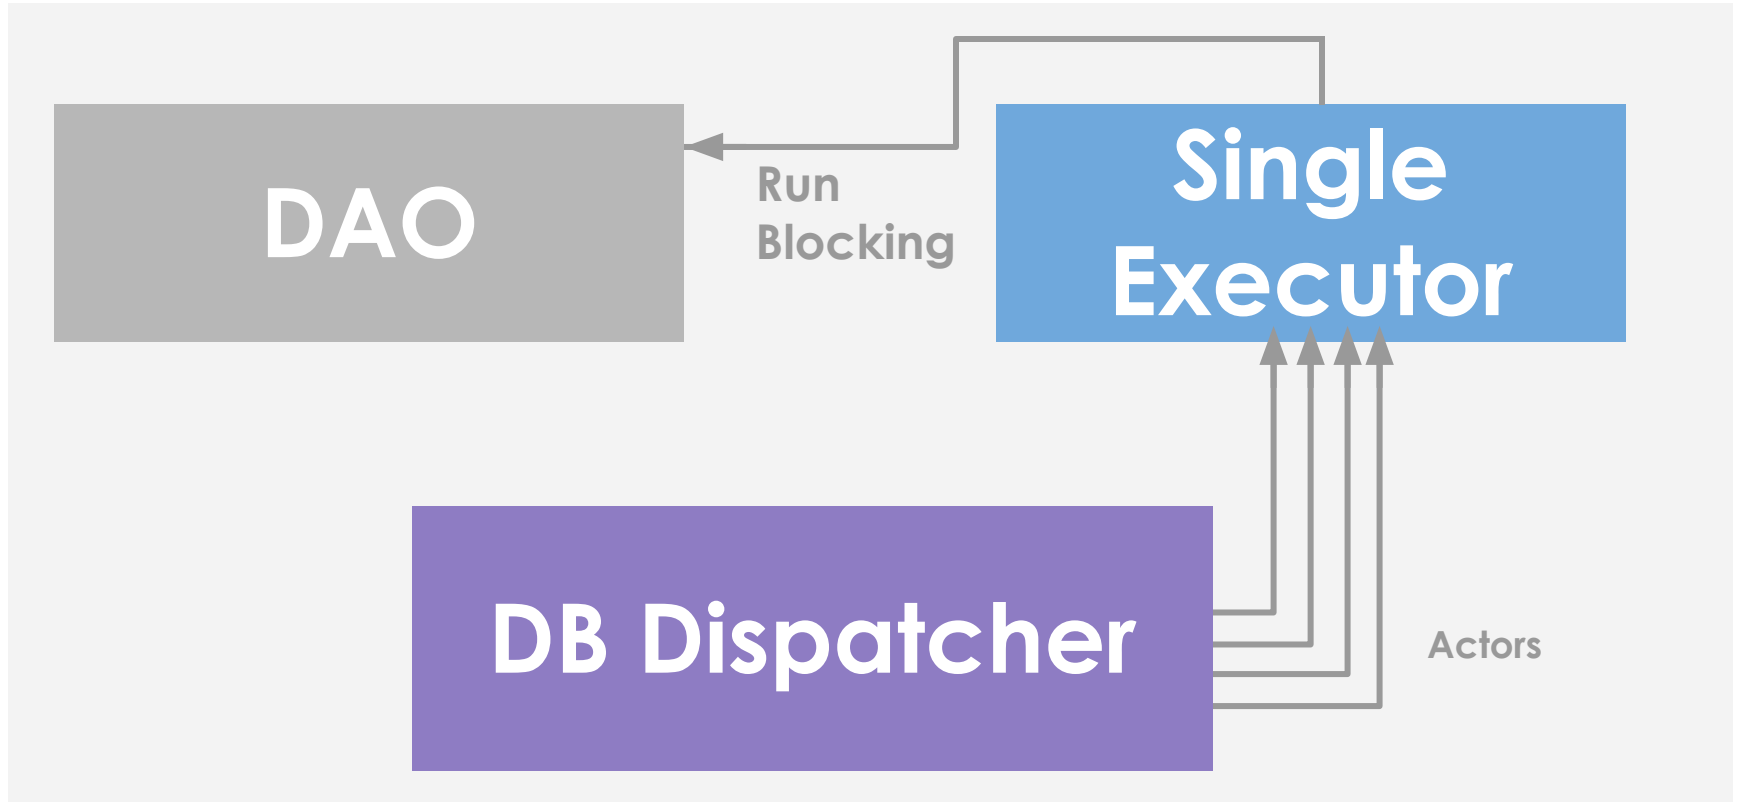 DAO
Run
Blocking
Single
Executor
DB Dispatcher
Actors